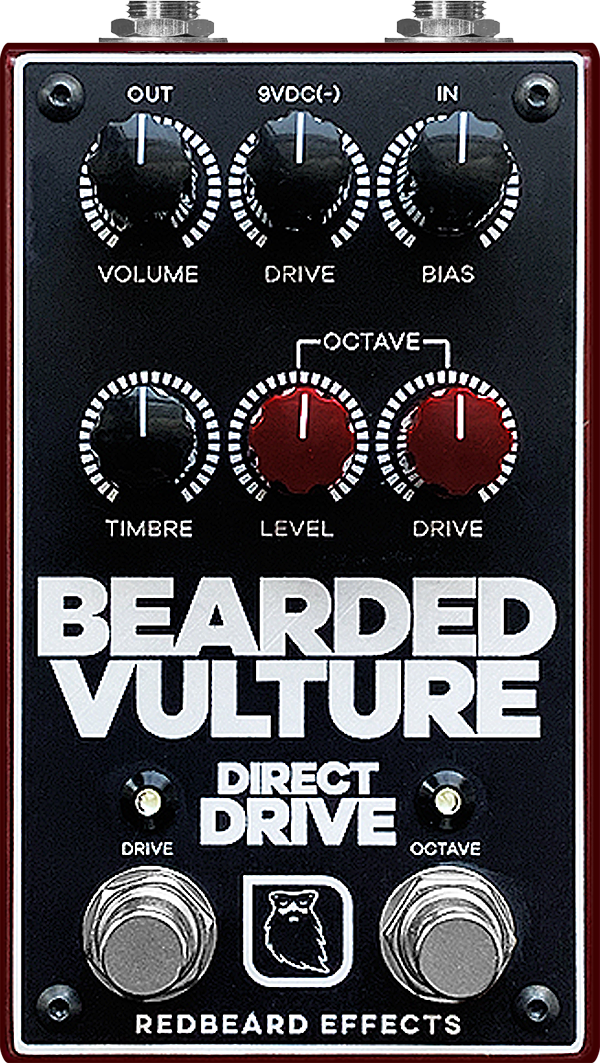 OUT 9VDC(-) IN
VOLUME DRIVE BIAS
OCTAVE
TIMBRE LEVEL DRIVE
BEARDED
VULTURE
DIRECT
DRIVE
DRIVE OCTAVE
REDBEARD EFFECTS